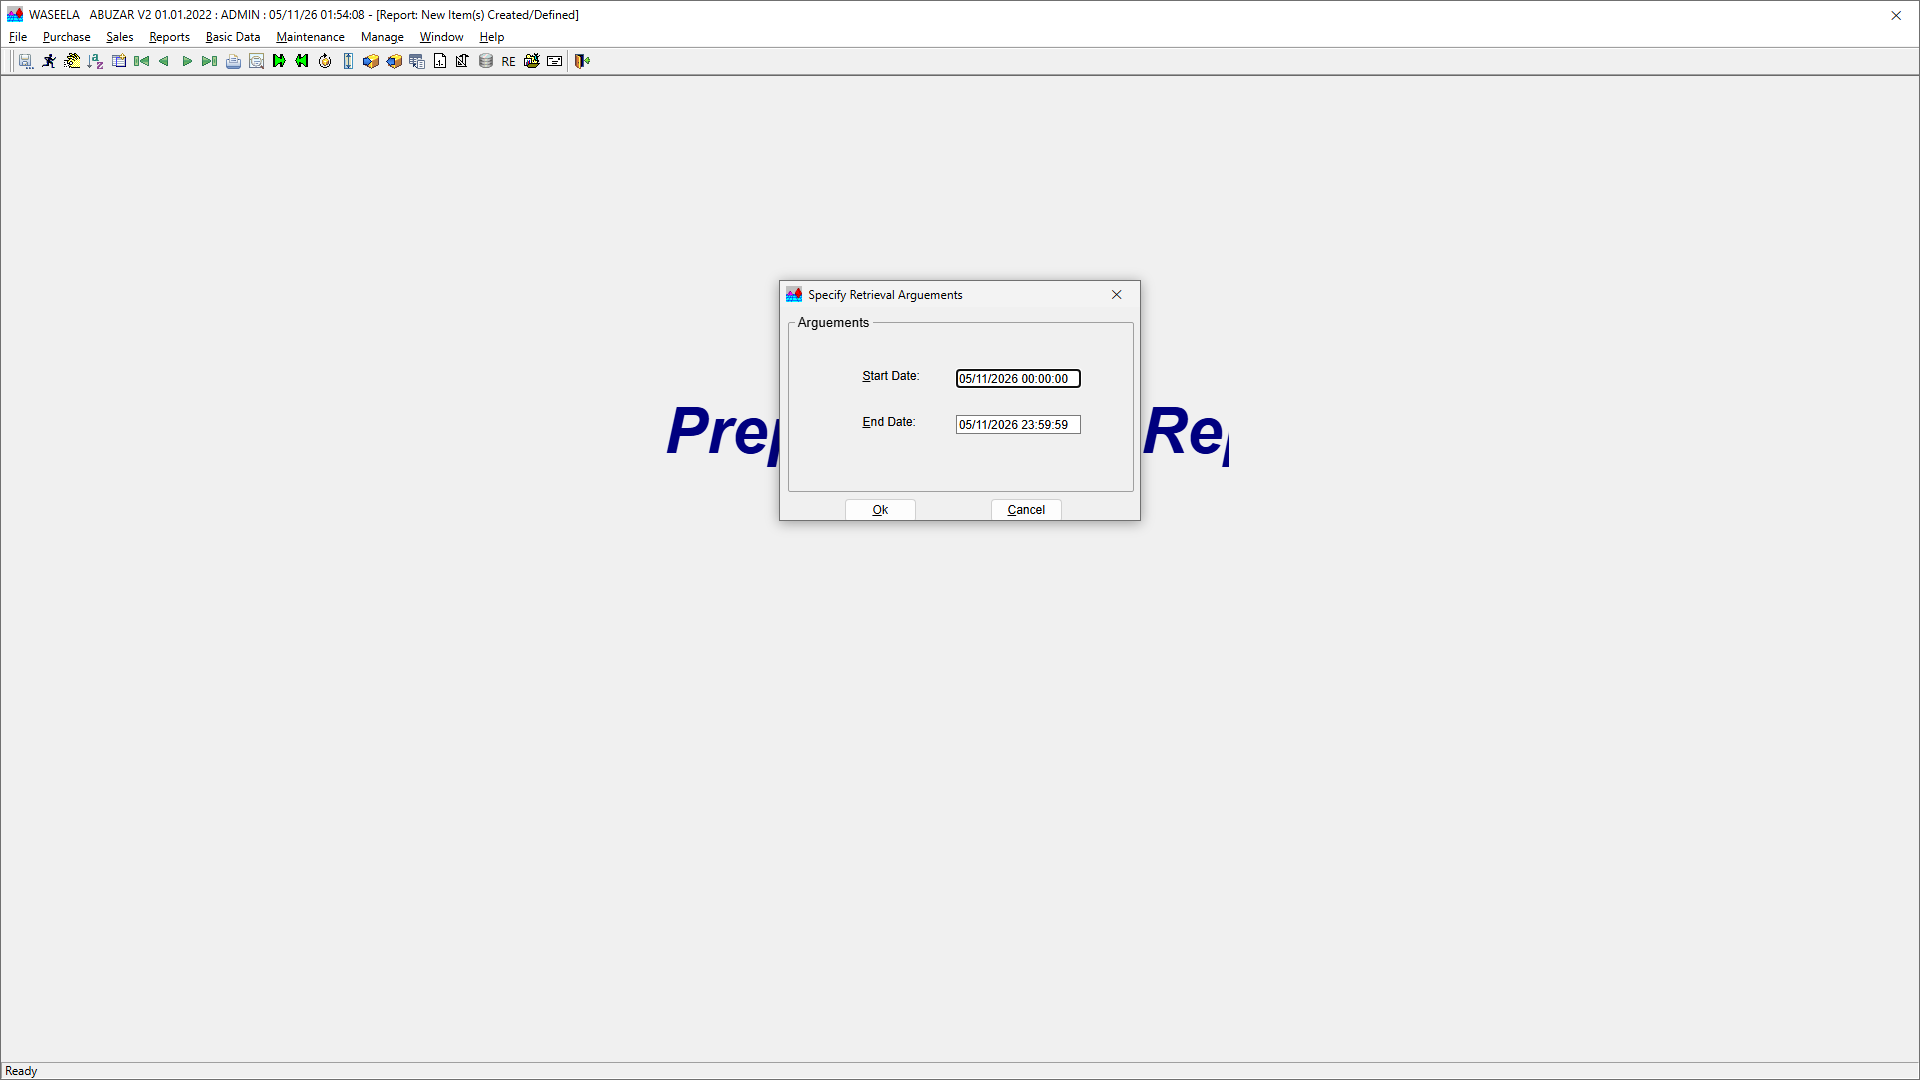 WASEELA   ABUZAR V2 01.01.2022 : ADMIN : 05/11/26 01:54:08 - [Report: New Item(s) Created/Defined]
File Purchase Sales Reports Basic Data Maintenance Manage Window Help
RE
Specify Retrieval Arguements
Arguements
Start Date: 05/11/2026 00:00:00
Prep Rep
End Date: 05/11/2026 23:59:59
Ok Cancel
Ready